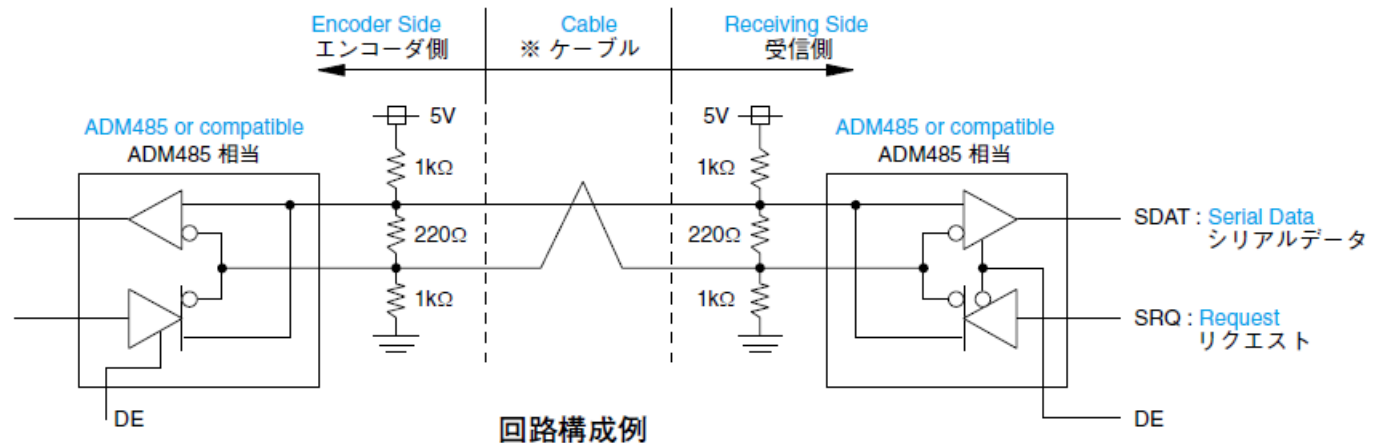 Encoder Side
エンコーダ側
Cable
※ ケーブル
Receiving Side
受信側
ADM485 or compatible
ADM485 相当
5V
1kΩ
220Ω
1kΩ
DE
5V
1kΩ
220Ω
1kΩ
ADM485 or compatible
ADM485 相当
SDAT : Serial Data
シリアルデータ
SRQ : Request
リクエスト
DE
回路構成例